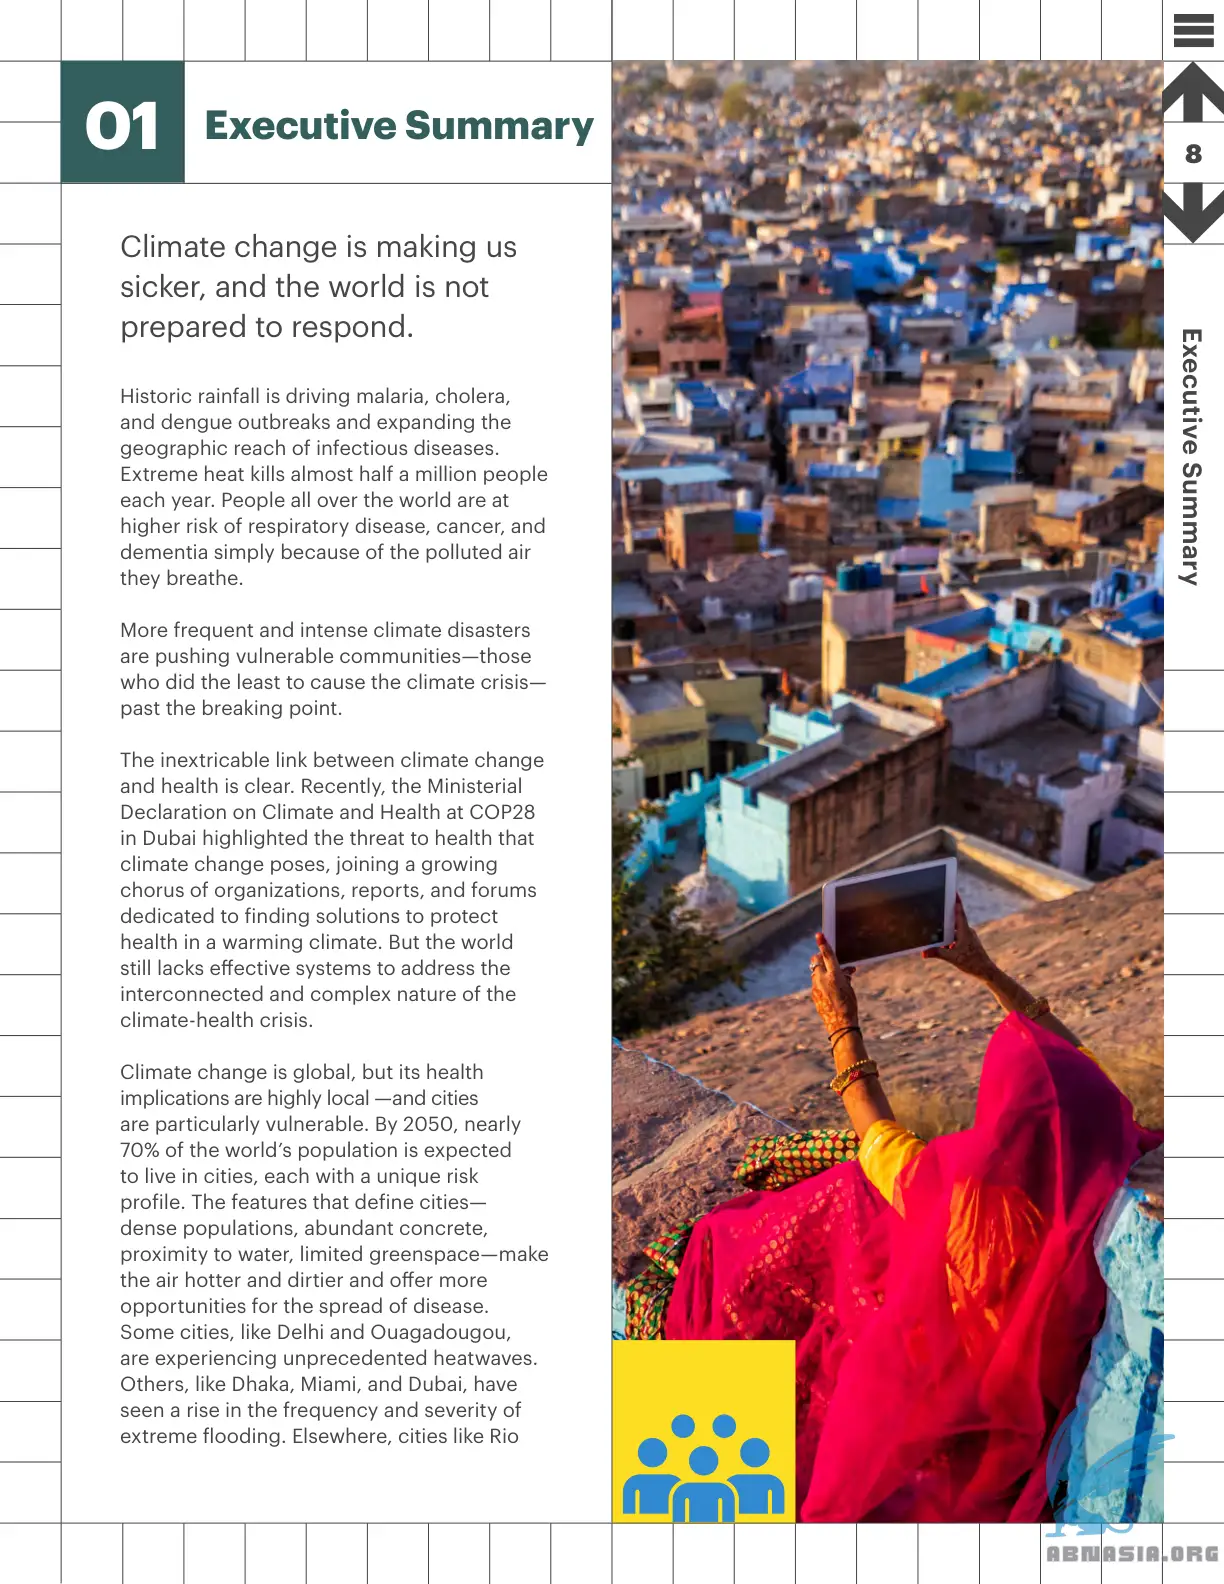 01
Executive Summary
8
Executive Summary
Climate change is making us
sicker, and the world is not
prepared to respond.
Historic rainfall is driving malaria, cholera,
and dengue outbreaks and expanding the
geographic reach of infectious diseases.
Extreme heat kills almost half a million people
each year. People all over the world are at
higher risk of respiratory disease, cancer, and
dementia simply because of the polluted air
they breathe.
More frequent and intense climate disasters
are pushing vulnerable communities—those
who did the least to cause the climate crisis—
past the breaking point.
The inextricable link between climate change
and health is clear. Recently, the Ministerial
Declaration on Climate and Health at COP28
in Dubai highlighted the threat to health that
climate change poses, joining a growing
chorus of organizations, reports, and forums
dedicated to finding solutions to protect
health in a warming climate. But the world
still lacks effective systems to address the
interconnected and complex nature of the
climate-health crisis.
Climate change is global, but its health
implications are highly local —and cities
are particularly vulnerable. By 2050, nearly
70% of the world’s population is expected
to live in cities, each with a unique risk
profile. The features that define cities—
dense populations, abundant concrete,
proximity to water, limited greenspace—make
the air hotter and dirtier and offer more
opportunities for the spread of disease.
Some cities, like Delhi and Ouagadougou,
are experiencing unprecedented heatwaves.
Others, like Dhaka, Miami, and Dubai, have
seen a rise in the frequency and severity of
extreme flooding. Elsewhere, cities like Rio
ABNASIA.ORG